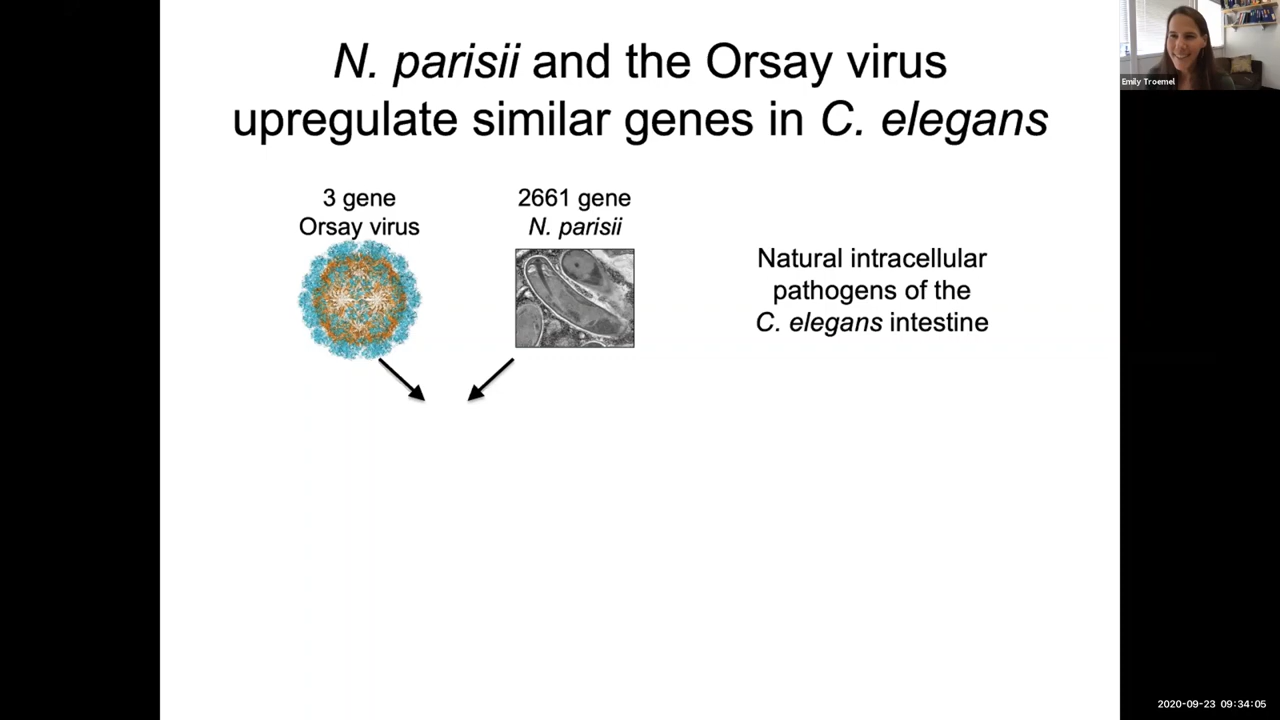 N. parisii and the Orsay virus
upregulate similar genes in C. elegans
3 gene
Orsay virus
2661 gene
N. parisii
Natural intracellular
pathogens of the
C. elegans intestine
Emily Troemel
2020-09-23 09:34:05